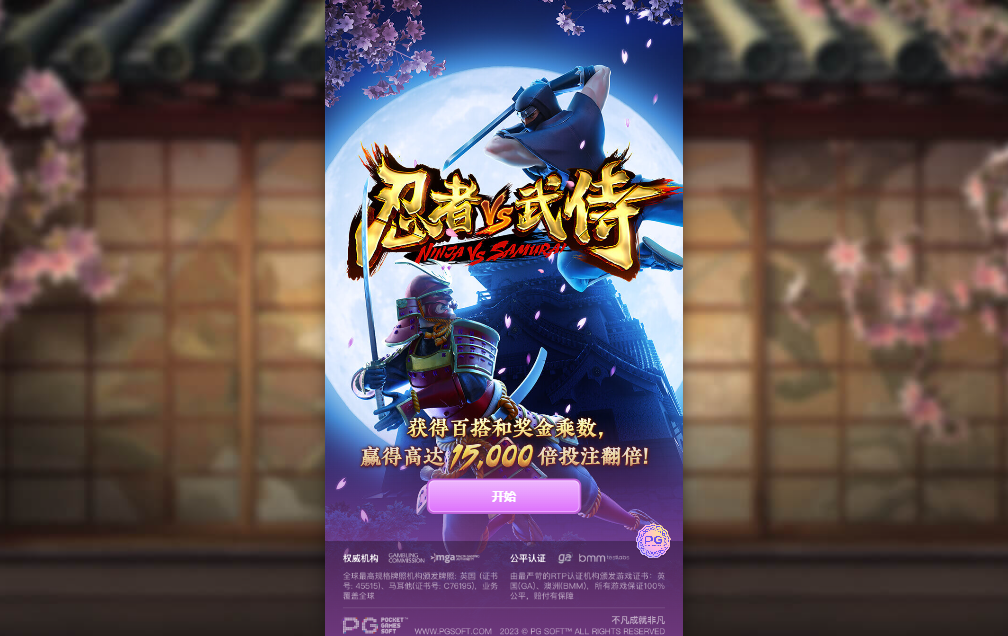 忍者vs武侍
NINJA VS SAMURAI
获得百搭和奖金乘数,
赢得高达15,000倍投注翻倍!
开始
PG
权威机构
GAMBLING COMMISSION
mga
公平认证
ga
bmm testlabs
全球最高规格牌照机构颁发牌照: 英国 (证书
号: 45515)、马耳他(证书号: C76195), 业务
覆盖全球
由最严苛的RTP认证机构颁发游戏证书：英
国(GA)、澳洲(BMM)，所有游戏保证100%
公平，赔付有保障
不凡成就非凡
PG POCKET GAMES SOFT
WWW.PGSOFT.COM 2023 © PG SOFT™ ALL RIGHTS RESERVED